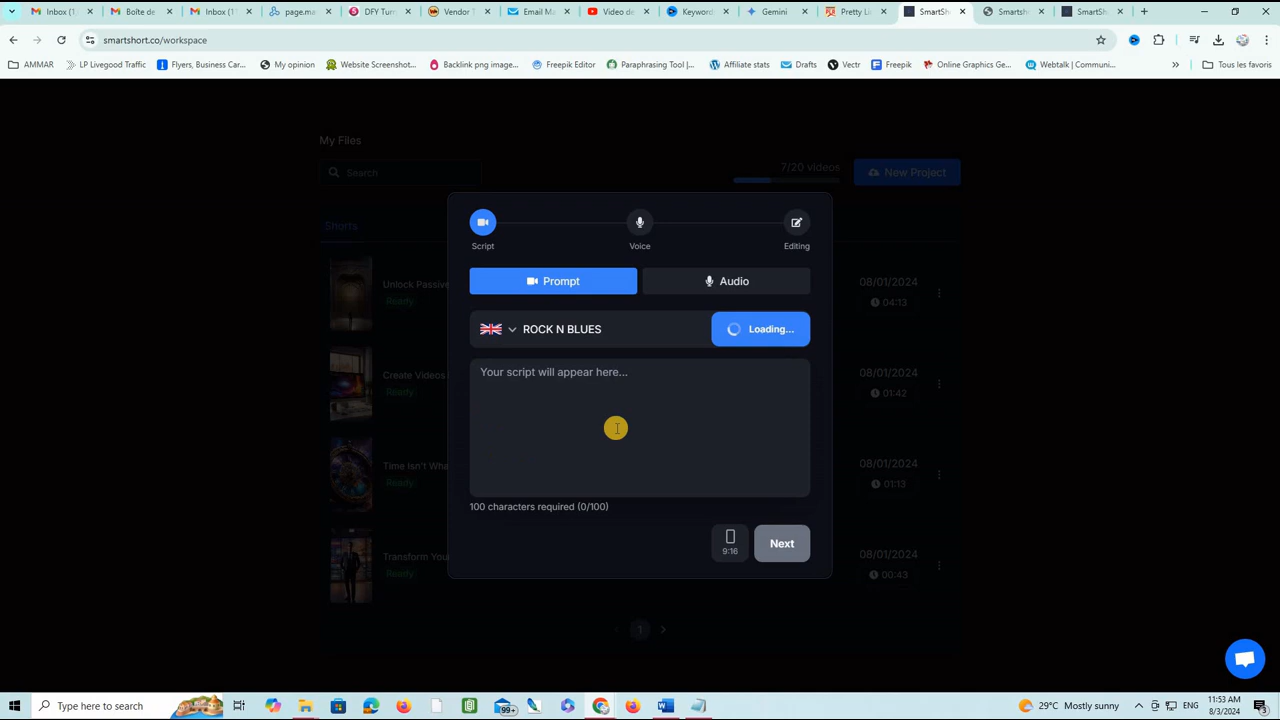 Inbox (1
Boîte de
Inbox (11
page.ma
DFY Turr
Vendor T
Email Ma
Video de
Keyword
Gemini
Pretty Li
SmartSh
Smartsh
SmartSh
smartshort.co/workspace
AMMAR
LP Livegood Traffic
Flyers, Business Car...
My opinion
Website Screenshot...
Backlink png image...
Freepik Editor
Paraphrasing Tool |...
Affiliate stats
Drafts
Vectr
Freepik
Online Graphics Ge...
Webtalk | Communi...
Tous les favoris
My Files
Search
7/20 videos
New Project
Shorts
Script
Voice
Editing
Prompt
Audio
ROCK N BLUES
Loading...
Your script will appear here...
100 characters required (0/100)
9:16
Next
Unlock Passive
Ready
08/01/2024
04:13
Create Videos
Ready
08/01/2024
01:42
Time Isn't Wha
Ready
08/01/2024
01:13
Transform You
Ready
08/01/2024
00:43
1
Type here to search
99+
29°C Mostly sunny
ENG
11:53 AM
8/3/2024